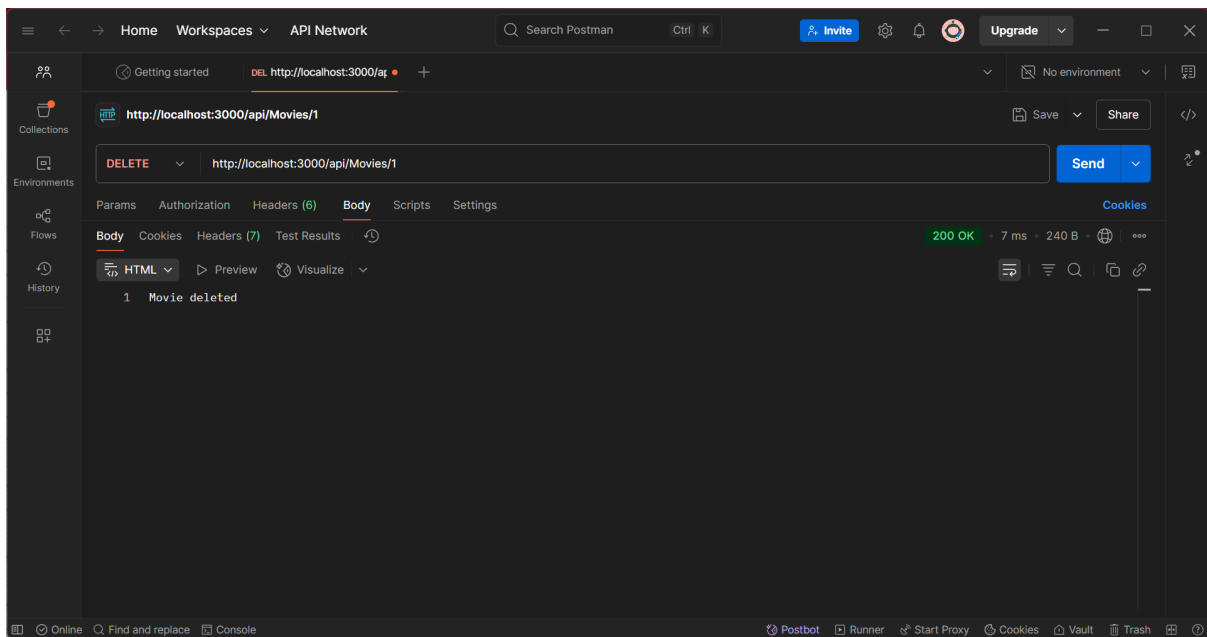 Home Workspaces API Network Search Postman Ctrl K Invite Upgrade
Getting started DEL http://localhost:3000/ap No environment
HTTP http://localhost:3000/api/Movies/1 Save Share
Collections
DELETE http://localhost:3000/api/Movies/1 Send
Environments
Params Authorization Headers (6) Body Scripts Settings Cookies
Flows
Body Cookies Headers (7) Test Results 200 OK 7 ms 240 B
History
HTML Preview Visualize
1 Movie deleted
Online Find and replace Console Postbot Runner Start Proxy Cookies Vault Trash